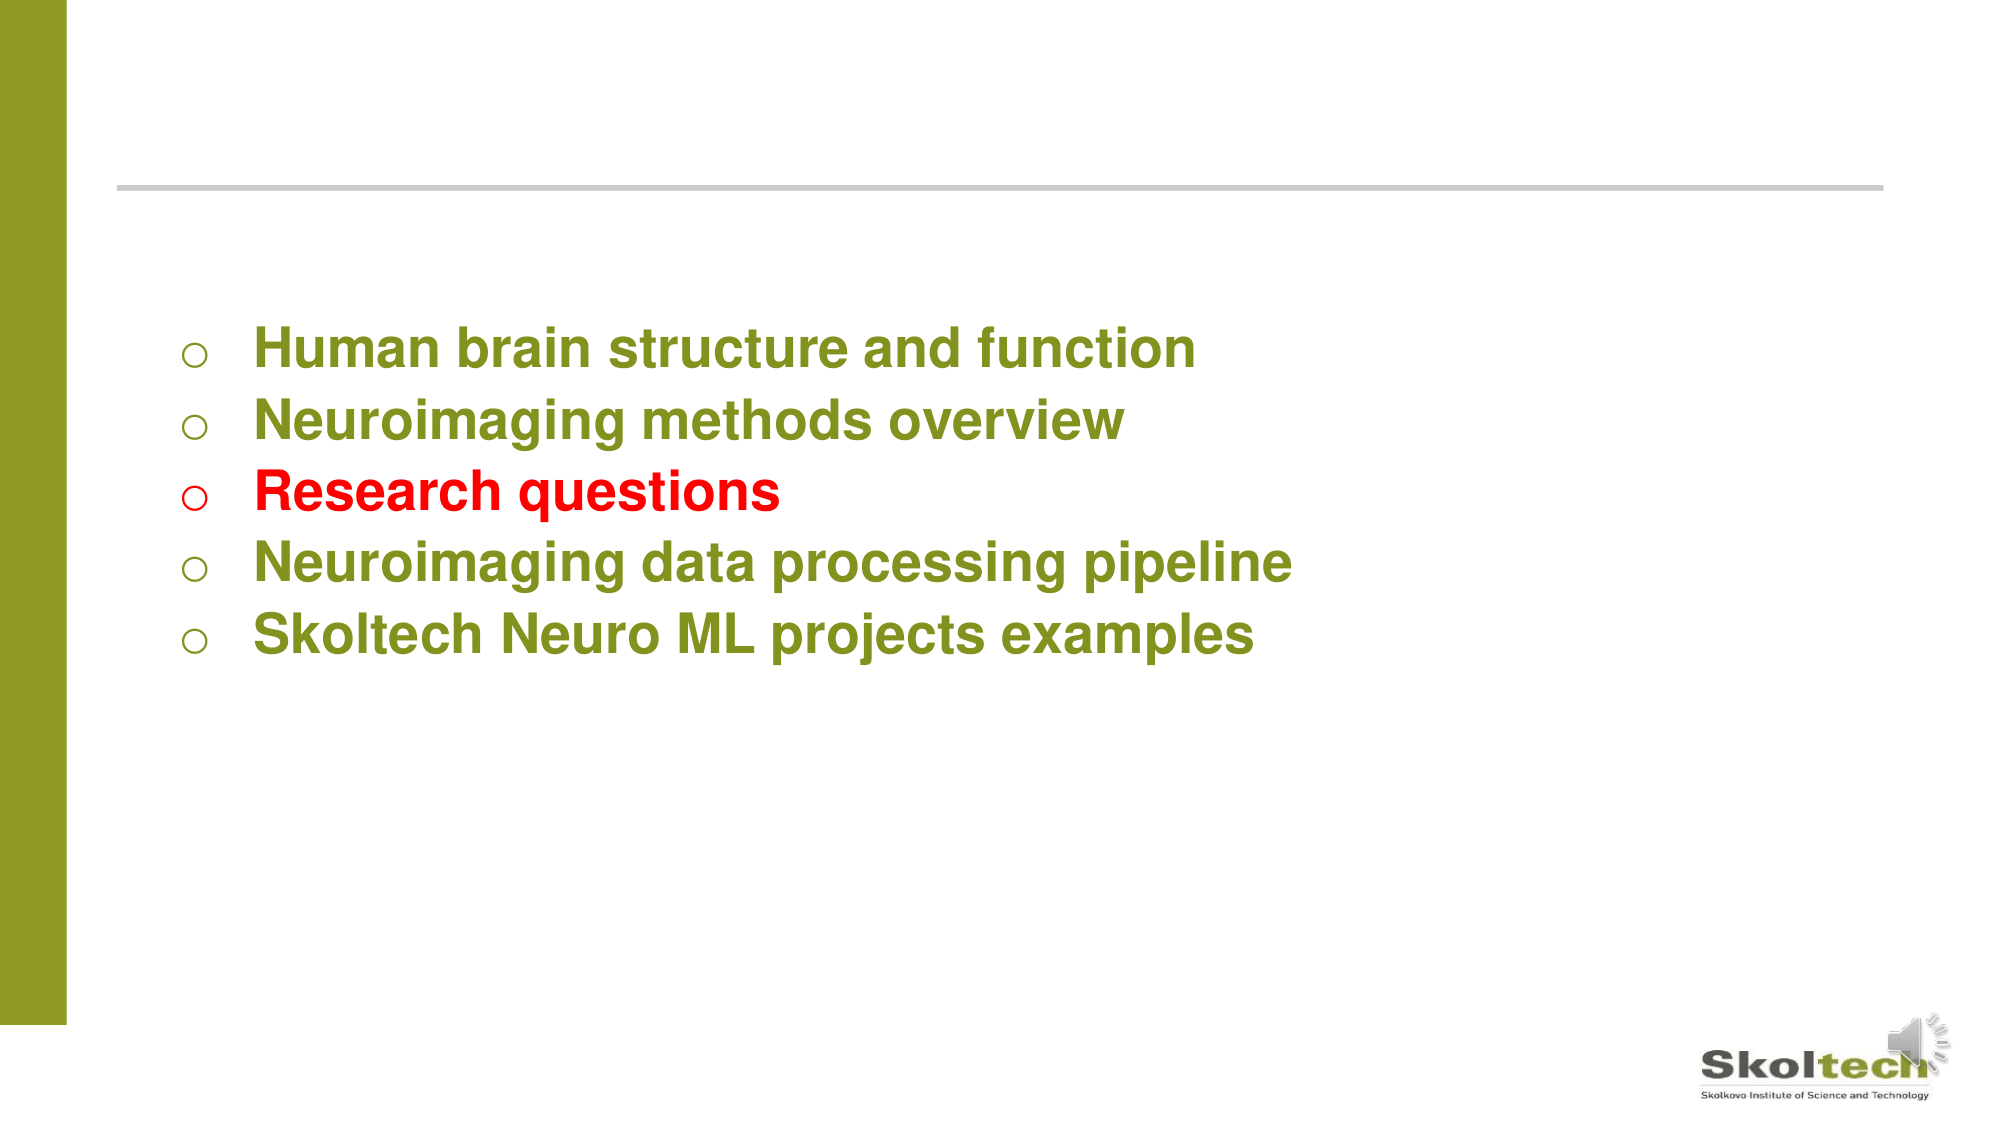 Human brain structure and function
Neuroimaging methods overview
Research questions
Neuroimaging data processing pipeline
Skoltech Neuro ML projects examples
Skoltech
Skolkovo Institute of Science and Technology